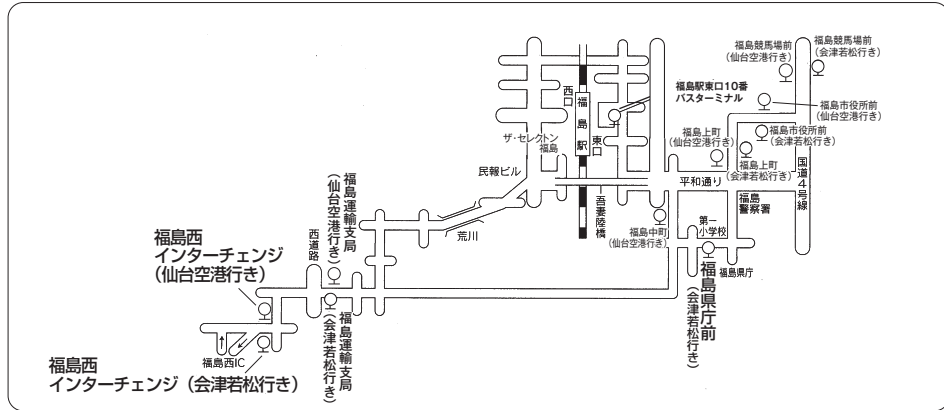 福島競馬場前
(仙台空港行き)
福島競馬場前
(会津若松行き)
福島駅東口10番
バスターミナル
西口
福島駅
東口
福島市役所前
(仙台空港行き)
ザ・セレクトン
福島
福島上町
(仙台空港行き)
福島市役所前
(会津若松行き)
福島上町
(会津若松行き)
国道4号線
民報ビル
平和通り
福島
警察署
吾妻陸橋
福島中町
(仙台空港行き)
第一
小学校
荒川
福島県庁
福島県庁前
(会津若松行き)
福島運輸支局
(仙台空港行き)
西道路
福島西
インターチェンジ
(仙台空港行き)
福島運輸支局
(会津若松行き)
福島西IC
福島西
インターチェンジ(会津若松行き)